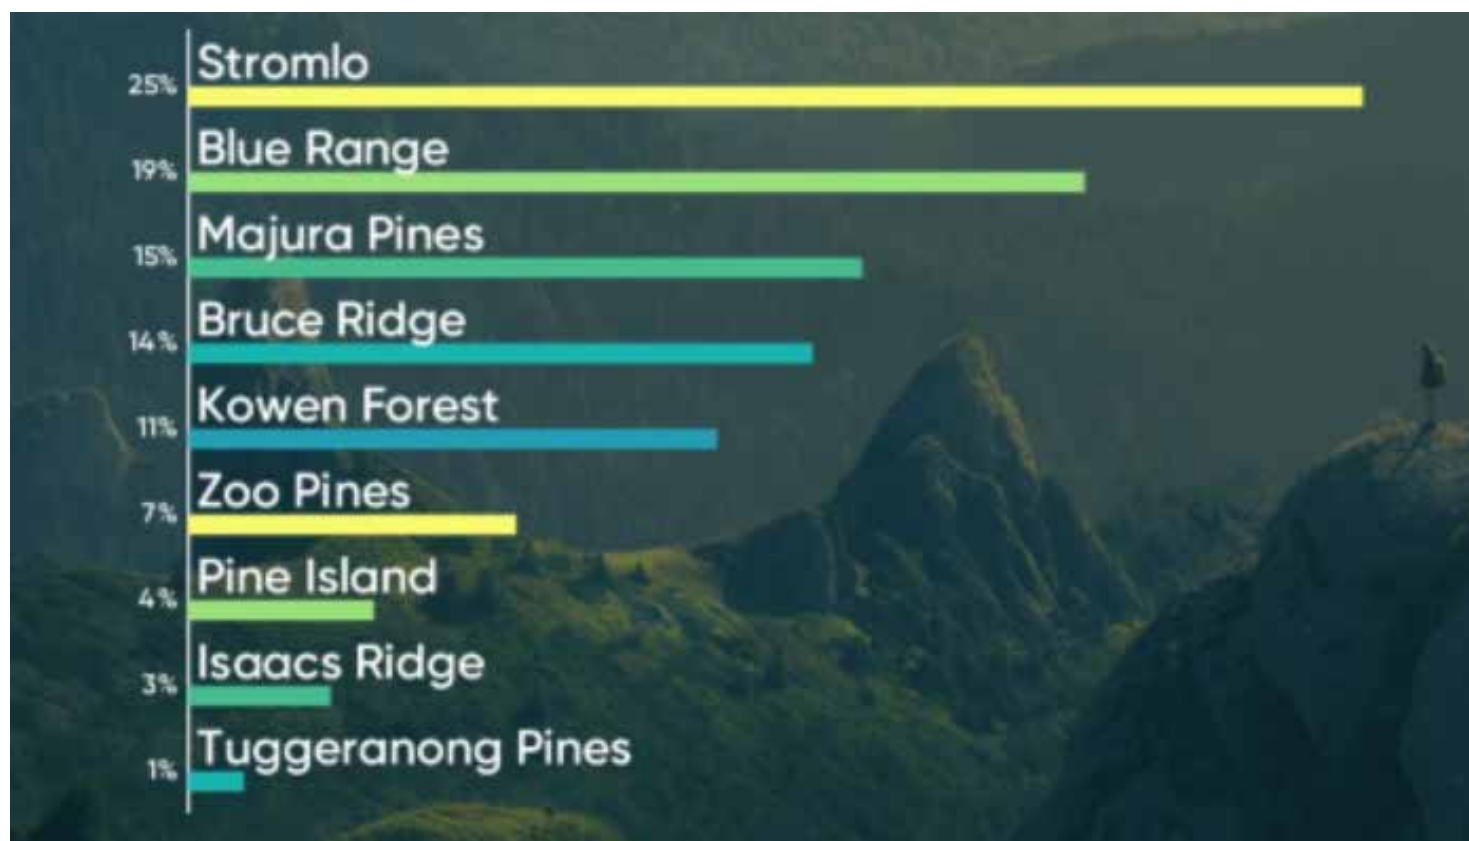 Stromlo
25%
Blue Range
19%
Majura Pines
15%
Bruce Ridge
14%
Kowen Forest
11%
Zoo Pines
7%
Pine Island
4%
Isaacs Ridge
3%
Tuggeranong Pines
1%